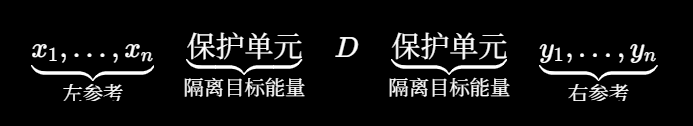 x₁, . . . , xₙ 保护单元 D 保护单元 y₁, . . . , yₙ
左参考 隔离目标能量 隔离目标能量 右参考